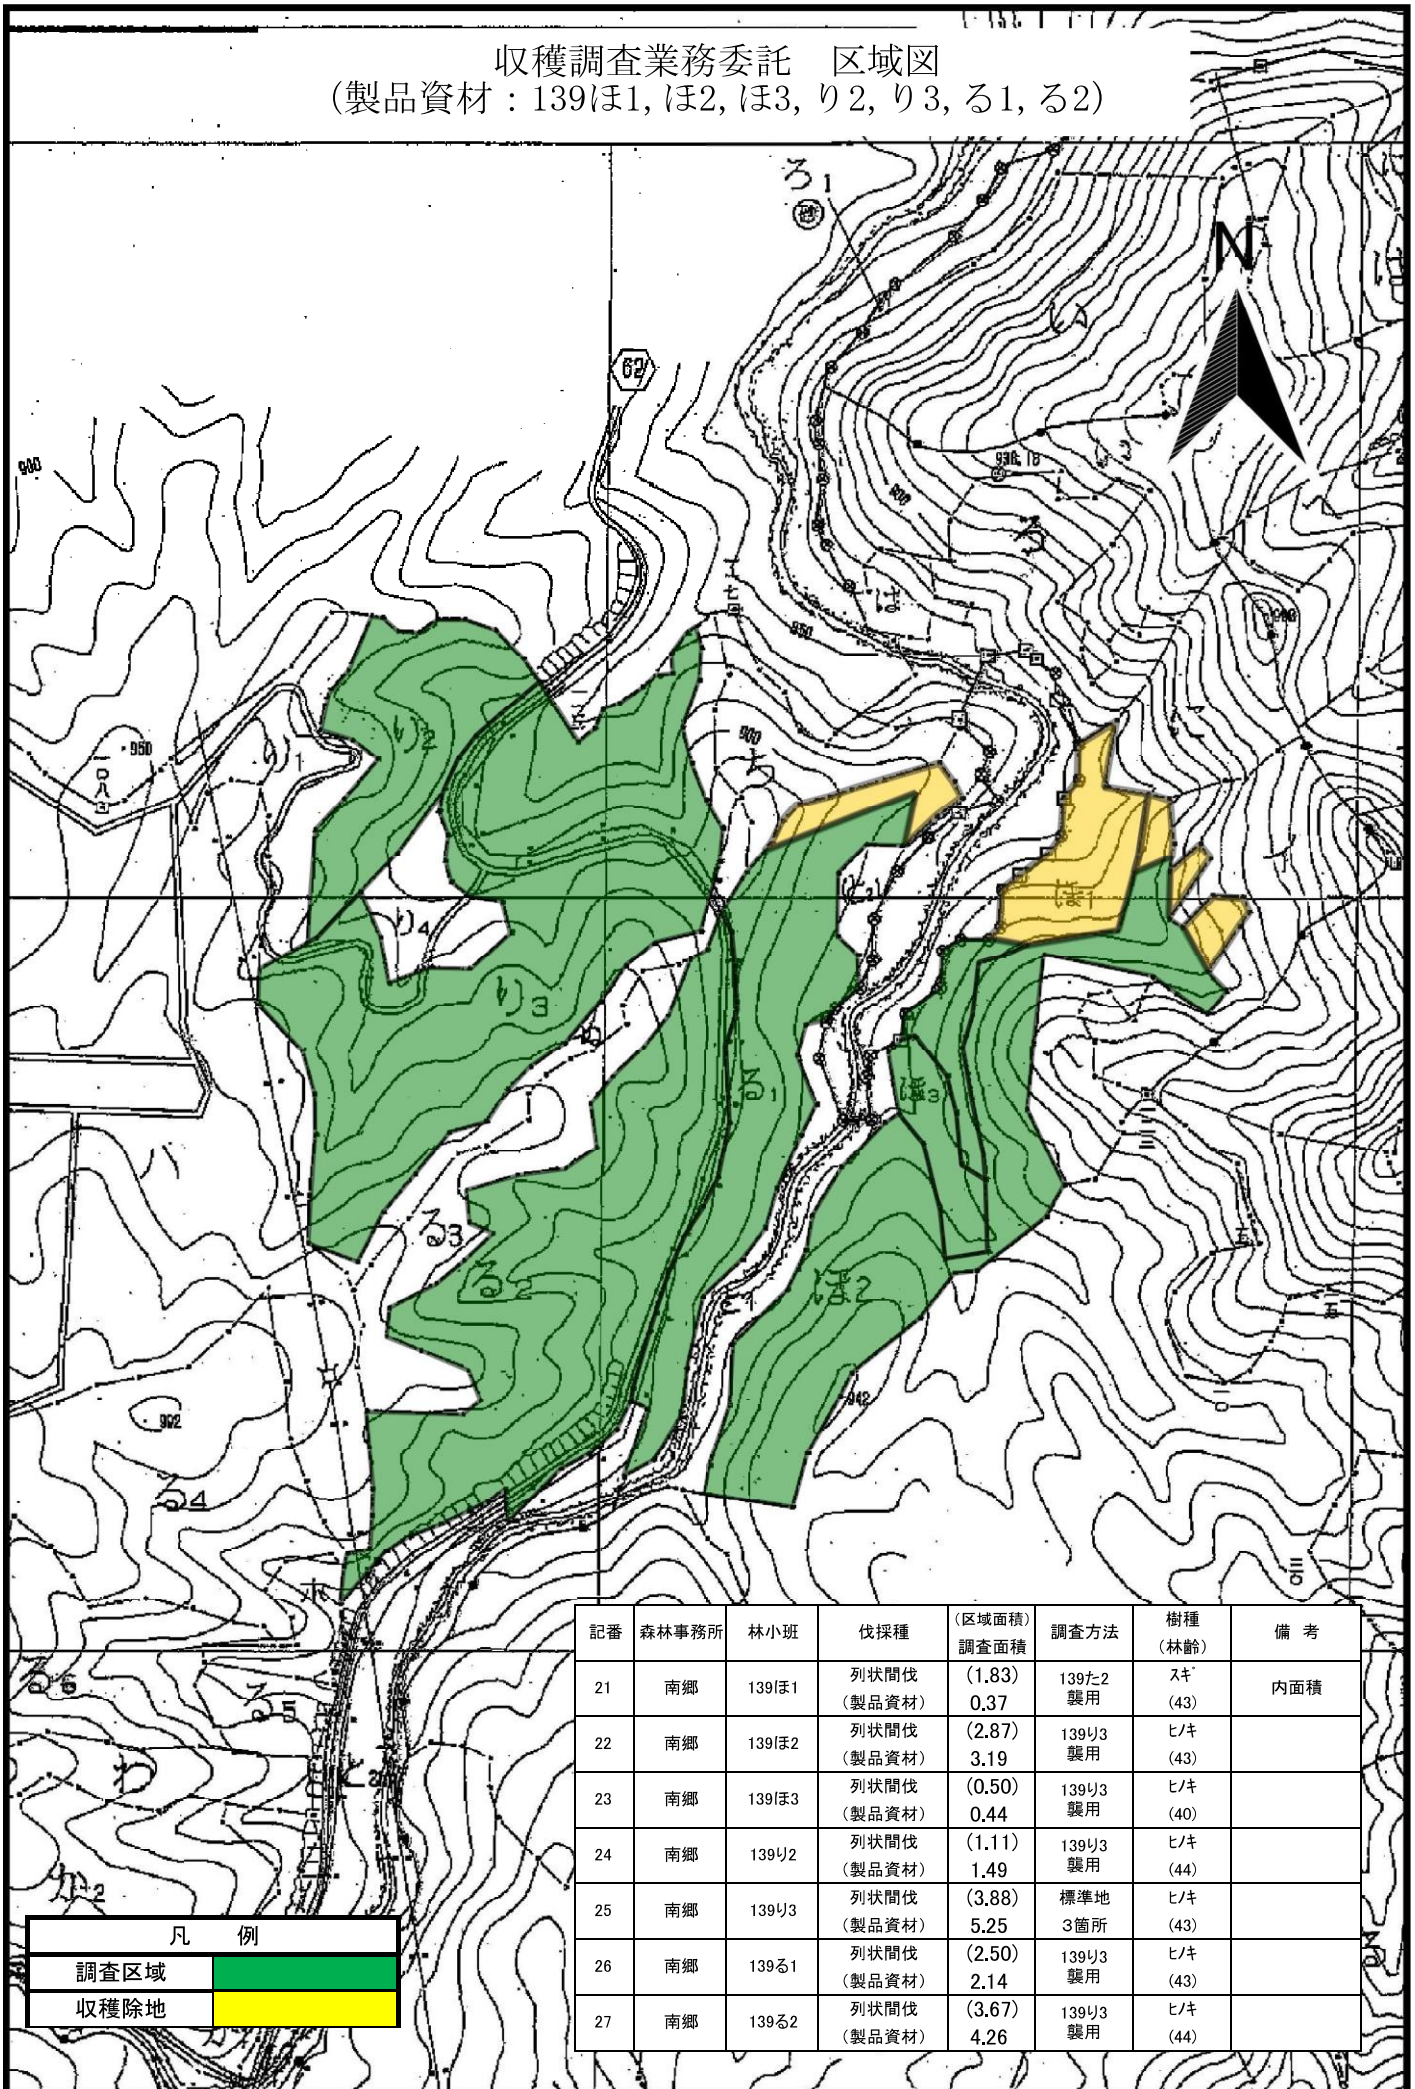 収穫調査業務委託　区域図
(製品資材：139ほ1, ほ2, ほ3, り2, り3, る1, る2)
ろ1
N
62
い
936.18
900
900
ろ
950
900
950
り1
り2
ち
り4
り3
ぬ
る1
ほ1
ほ3
ハ
る3
る2
ほ2
942
992
る4
ホ
る5
る6
わ
記番 森林事務所 林小班 伐採種 (区域面積) 調査面積 調査方法 樹種 (林齢) 備 考
21 南郷 139ほ1 列状間伐 (製品資材) (1.83) 0.37 139た2 襲用 スギ (43) 内面積
22 南郷 139ほ2 列状間伐 (製品資材) (2.87) 3.19 139り3 襲用 ヒノキ (43)
23 南郷 139ほ3 列状間伐 (製品資材) (0.50) 0.44 139り3 襲用 ヒノキ (40)
24 南郷 139り2 列状間伐 (製品資材) (1.11) 1.49 139り3 襲用 ヒノキ (44)
25 南郷 139り3 列状間伐 (製品資材) (3.88) 5.25 標準地 3箇所 ヒノキ (43)
26 南郷 139る1 列状間伐 (製品資材) (2.50) 2.14 139り3 襲用 ヒノキ (43)
27 南郷 139る2 列状間伐 (製品資材) (3.67) 4.26 139り3 襲用 ヒノキ (44)
凡　例
調査区域
収穫除地